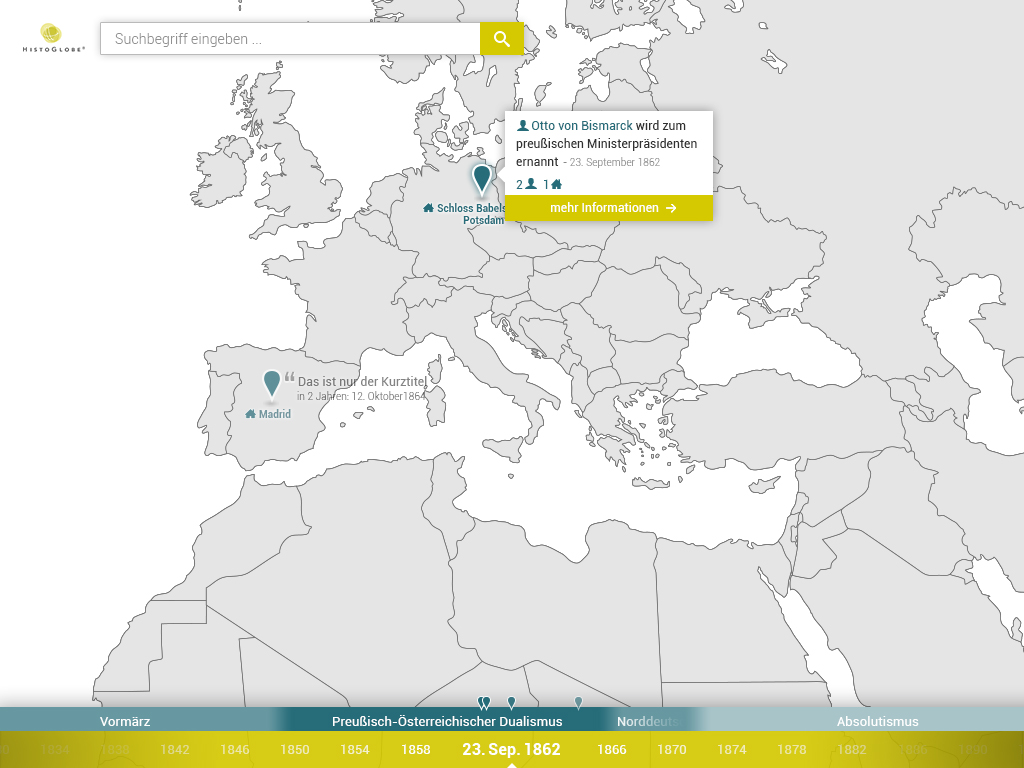 HISTOGLOBE®
Suchbegriff eingeben ...
Otto von Bismarck wird zum
preußischen Ministerpräsidenten
ernannt - 23. September 1862
2 1
mehr Informationen →
Schloss Babels
Potsdam
“ Das ist nur der Kurztitel
in 2 Jahren: 12. Oktober1864
Madrid
Vormärz Preußisch-Österreichischer Dualismus Norddeuts Absolutismus
1834 1838 1842 1846 1850 1854 1858 23. Sep. 1862 1866 1870 1874 1878 1882 1886 1890